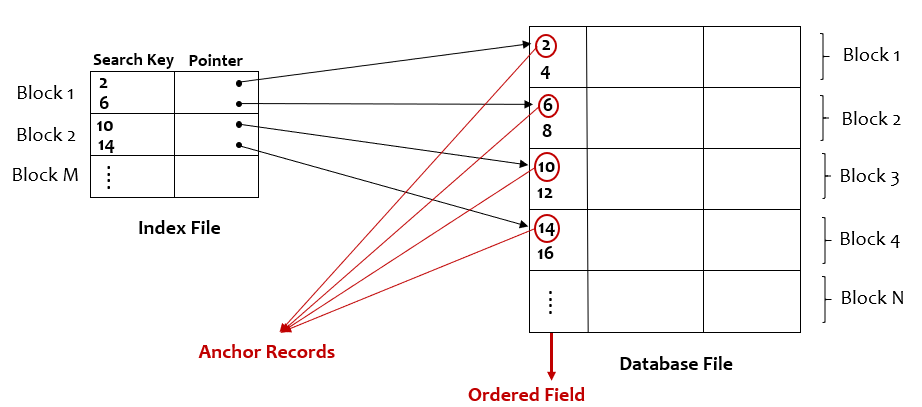 Search Key Pointer
Block 1
2
6
Block 2
10
14
Block M
⋮
Index File
2
4
Block 1
6
8
Block 2
10
12
Block 3
14
16
Block 4
⋮
Block N
Anchor Records
Database File
Ordered Field